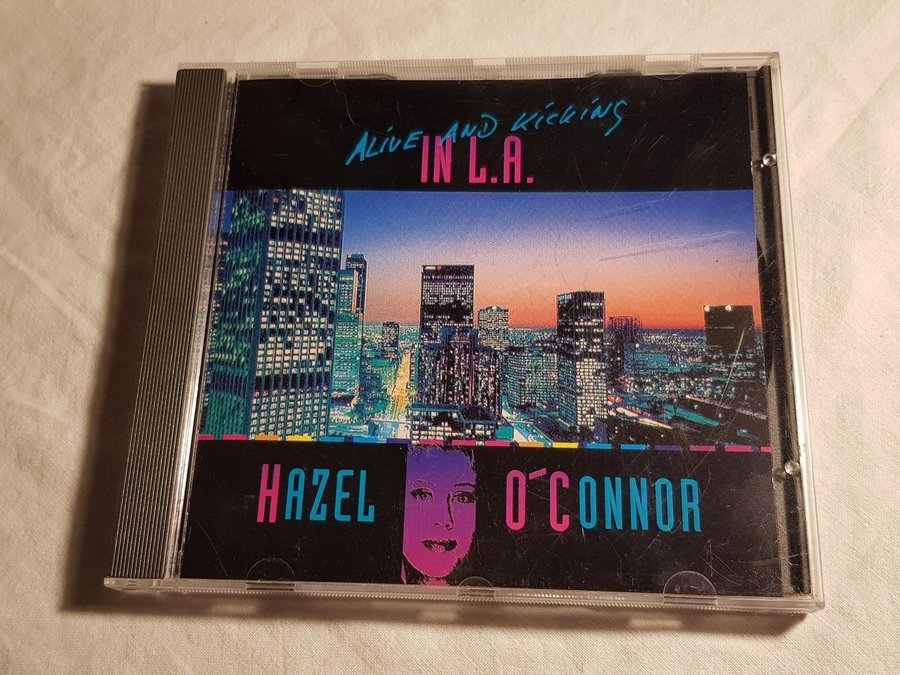 ALiVE AND KiCKiNG
IN L.A.
HAZEL O´CONNOR